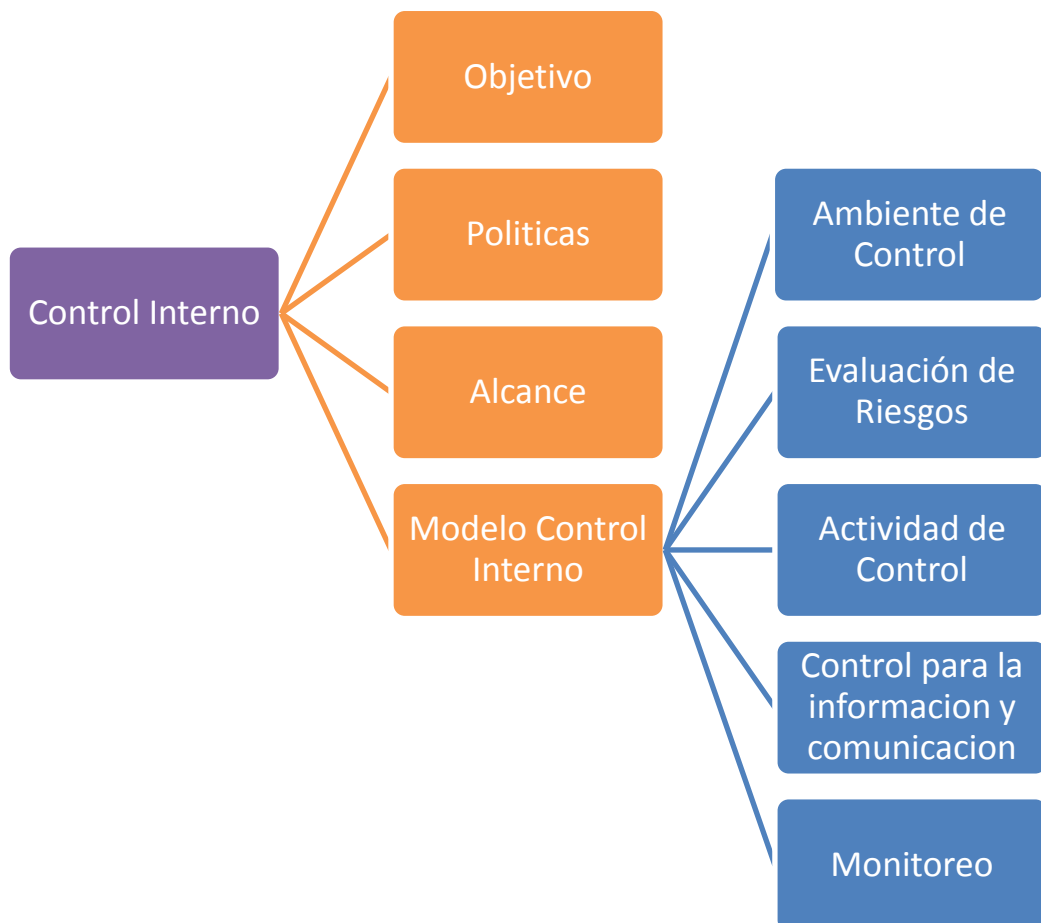 Control Interno
Objetivo
Politicas
Alcance
Modelo Control
Interno
Ambiente de
Control
Evaluación de
Riesgos
Actividad de
Control
Control para la
informacion y
comunicacion
Monitoreo